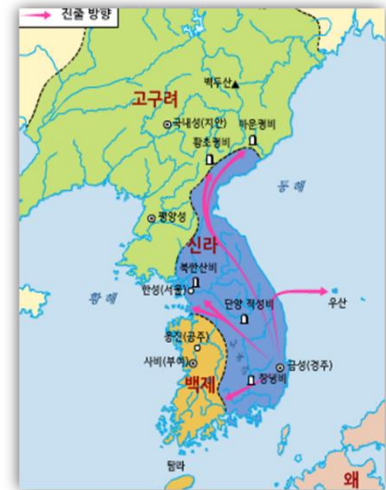 진출 방향
백두산
고구려
국내성(지안)
마운령비
황초령비
동해
평양성
신라
북한산비
한성(서울)
우산
황해
단양 적성비
웅진(공주)
사비(부여)
금성(경주)
백제
창녕비
탐라
왜